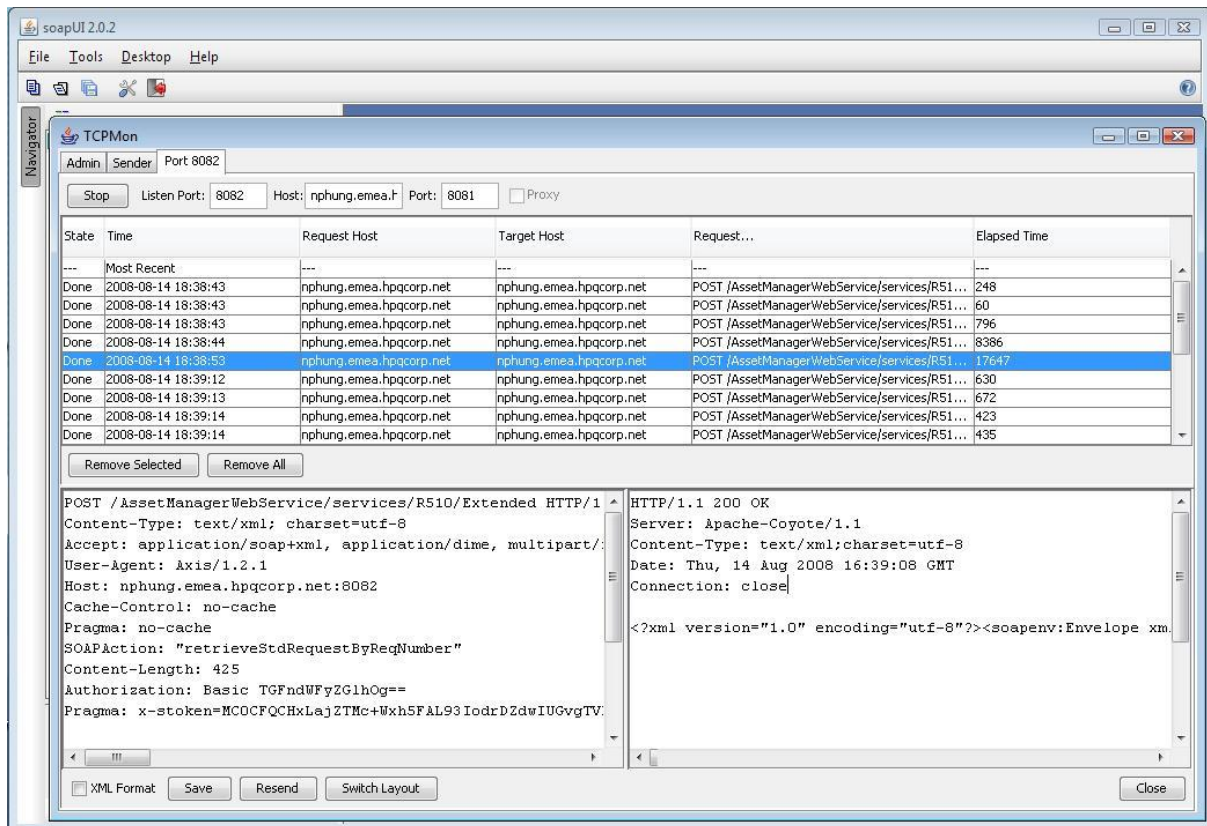 soapUI 2.0.2
File Tools Desktop Help
Navigator
TCPMon
Admin Sender Port 8082
Stop Listen Port: 8082 Host: nphung.emea.h Port: 8081 Proxy
State Time Request Host Target Host Request... Elapsed Time
--- Most Recent --- --- --- ---
Done 2008-08-14 18:38:43 nphung.emea.hpqcorp.net nphung.emea.hpqcorp.net POST /AssetManagerWebService/services/R51... 248
Done 2008-08-14 18:38:43 nphung.emea.hpqcorp.net nphung.emea.hpqcorp.net POST /AssetManagerWebService/services/R51... 60
Done 2008-08-14 18:38:43 nphung.emea.hpqcorp.net nphung.emea.hpqcorp.net POST /AssetManagerWebService/services/R51... 796
Done 2008-08-14 18:38:44 nphung.emea.hpqcorp.net nphung.emea.hpqcorp.net POST /AssetManagerWebService/services/R51... 8386
Done 2008-08-14 18:38:53 nphung.emea.hpqcorp.net nphung.emea.hpqcorp.net POST /AssetManagerWebService/services/R51... 17647
Done 2008-08-14 18:39:12 nphung.emea.hpqcorp.net nphung.emea.hpqcorp.net POST /AssetManagerWebService/services/R51... 630
Done 2008-08-14 18:39:13 nphung.emea.hpqcorp.net nphung.emea.hpqcorp.net POST /AssetManagerWebService/services/R51... 672
Done 2008-08-14 18:39:14 nphung.emea.hpqcorp.net nphung.emea.hpqcorp.net POST /AssetManagerWebService/services/R51... 423
Done 2008-08-14 18:39:14 nphung.emea.hpqcorp.net nphung.emea.hpqcorp.net POST /AssetManagerWebService/services/R51... 435
Remove Selected Remove All
POST /AssetManagerWebService/services/R510/Extended HTTP/1
Content-Type: text/xml; charset=utf-8
Accept: application/soap+xml, application/dime, multipart/
User-Agent: Axis/1.2.1
Host: nphung.emea.hpqcorp.net:8082
Cache-Control: no-cache
Pragma: no-cache
SOAPAction: "retrieveStdRequestByReqNumber"
Content-Length: 425
Authorization: Basic TGFndWFyZGlhOg==
Pragma: x-stoken=MC0CFQCHxLajZTMc+Wxh5FAL93IodrDZdwIUGvgTV
HTTP/1.1 200 OK
Server: Apache-Coyote/1.1
Content-Type: text/xml;charset=utf-8
Date: Thu, 14 Aug 2008 16:39:08 GMT
Connection: close
<?xml version="1.0" encoding="utf-8"?><soapenv:Envelope xm
XML Format Save Resend Switch Layout Close